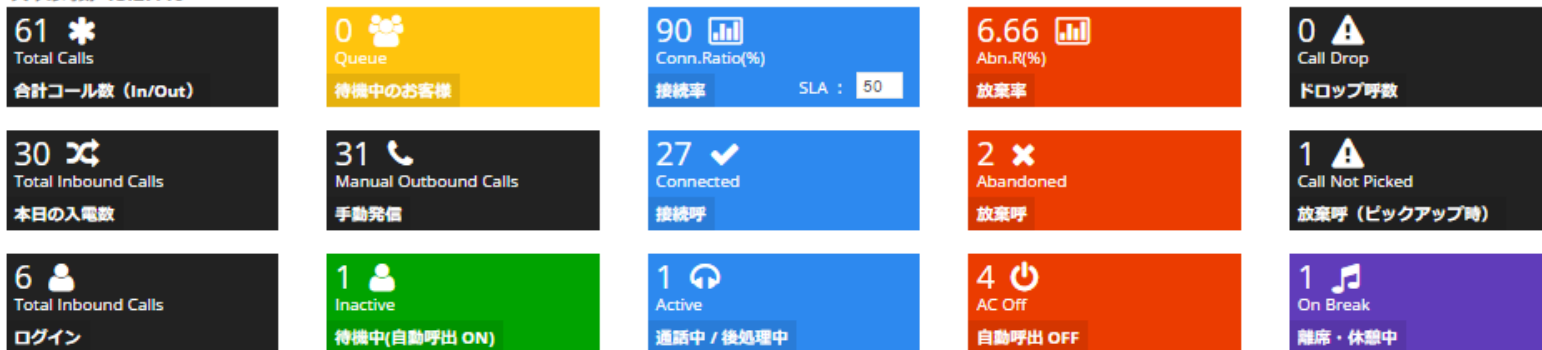 61
Total Calls
合計コール数（In/Out）
0
Queue
待機中のお客様
90
Conn.Ratio(%)
接続率 SLA : 50
6.66
Abn.R(%)
放棄率
0
Call Drop
ドロップ呼数
30
Total Inbound Calls
本日の入電数
31
Manual Outbound Calls
手動発信
27
Connected
接続呼
2
Abandoned
放棄呼
1
Call Not Picked
放棄呼（ピックアップ時）
6
Total Inbound Calls
ログイン
1
Inactive
待機中(自動呼出 ON)
1
Active
通話中 / 後処理中
4
AC Off
自動呼出 OFF
1
On Break
離席・休憩中